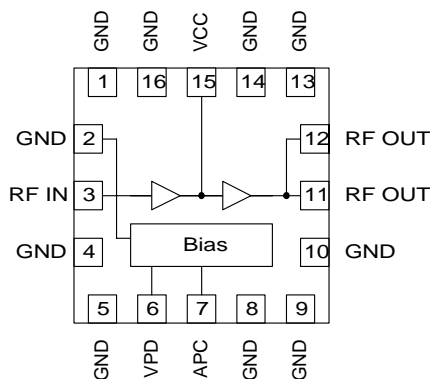 GND GND VCC GND GND
1 16 15 14 13
GND 2 12 RF OUT
RF IN 3 11 RF OUT
GND 4 Bias 10 GND
5 6 7 8 9
GND VPD APC GND GND